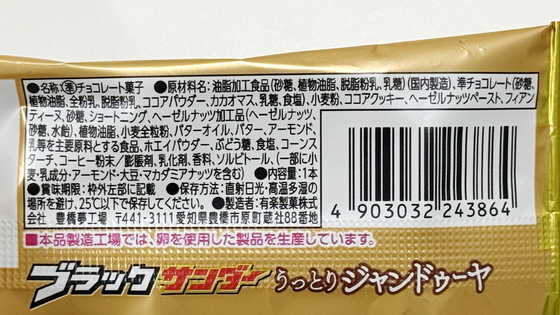 ●名称/準チョコレート菓子 ●原材料名/油脂加工食品(砂糖、
植物油脂、脱脂粉乳、乳糖)(国内製造)、準チョコレート(砂糖、
植物油脂、全粉乳、脱脂粉乳、ココアパウダー、カカオマス、乳糖、食塩)、小麦粉、ココアクッキー、ヘーゼルナッツペースト、フィアン
ティーヌ、砂糖、ショートニング、ヘーゼルナッツ加工品(ヘーゼルナッツ、
砂糖、水飴)、植物油、小麦全粒粉、バターオイル、バター、アーモンド、
乳等を主要原料とする食品、ホエイパウダー、ぶどう糖、食塩、コーンス
ターチ、コーヒー粉末/膨脹剤、乳化剤、香料、ソルビトール、(一部に小
麦・乳成分・アーモンド・大豆・マカダミアナッツを含む) ●内容量/1本
●賞味期限/枠外左部に記載 ●保存方法/直射日光・高温多湿の
場所をさけ、25℃以下で保存してください。 ●製造者/有楽製菓株式会社
豊橋夢工場 〒441-3111 愛知県豊橋市原町蔵社88番地
4 903032 243864
■本品製造工場では、卵を使用した製品を生産しています。
ブラックサンダー うっとりジャンドゥーヤ